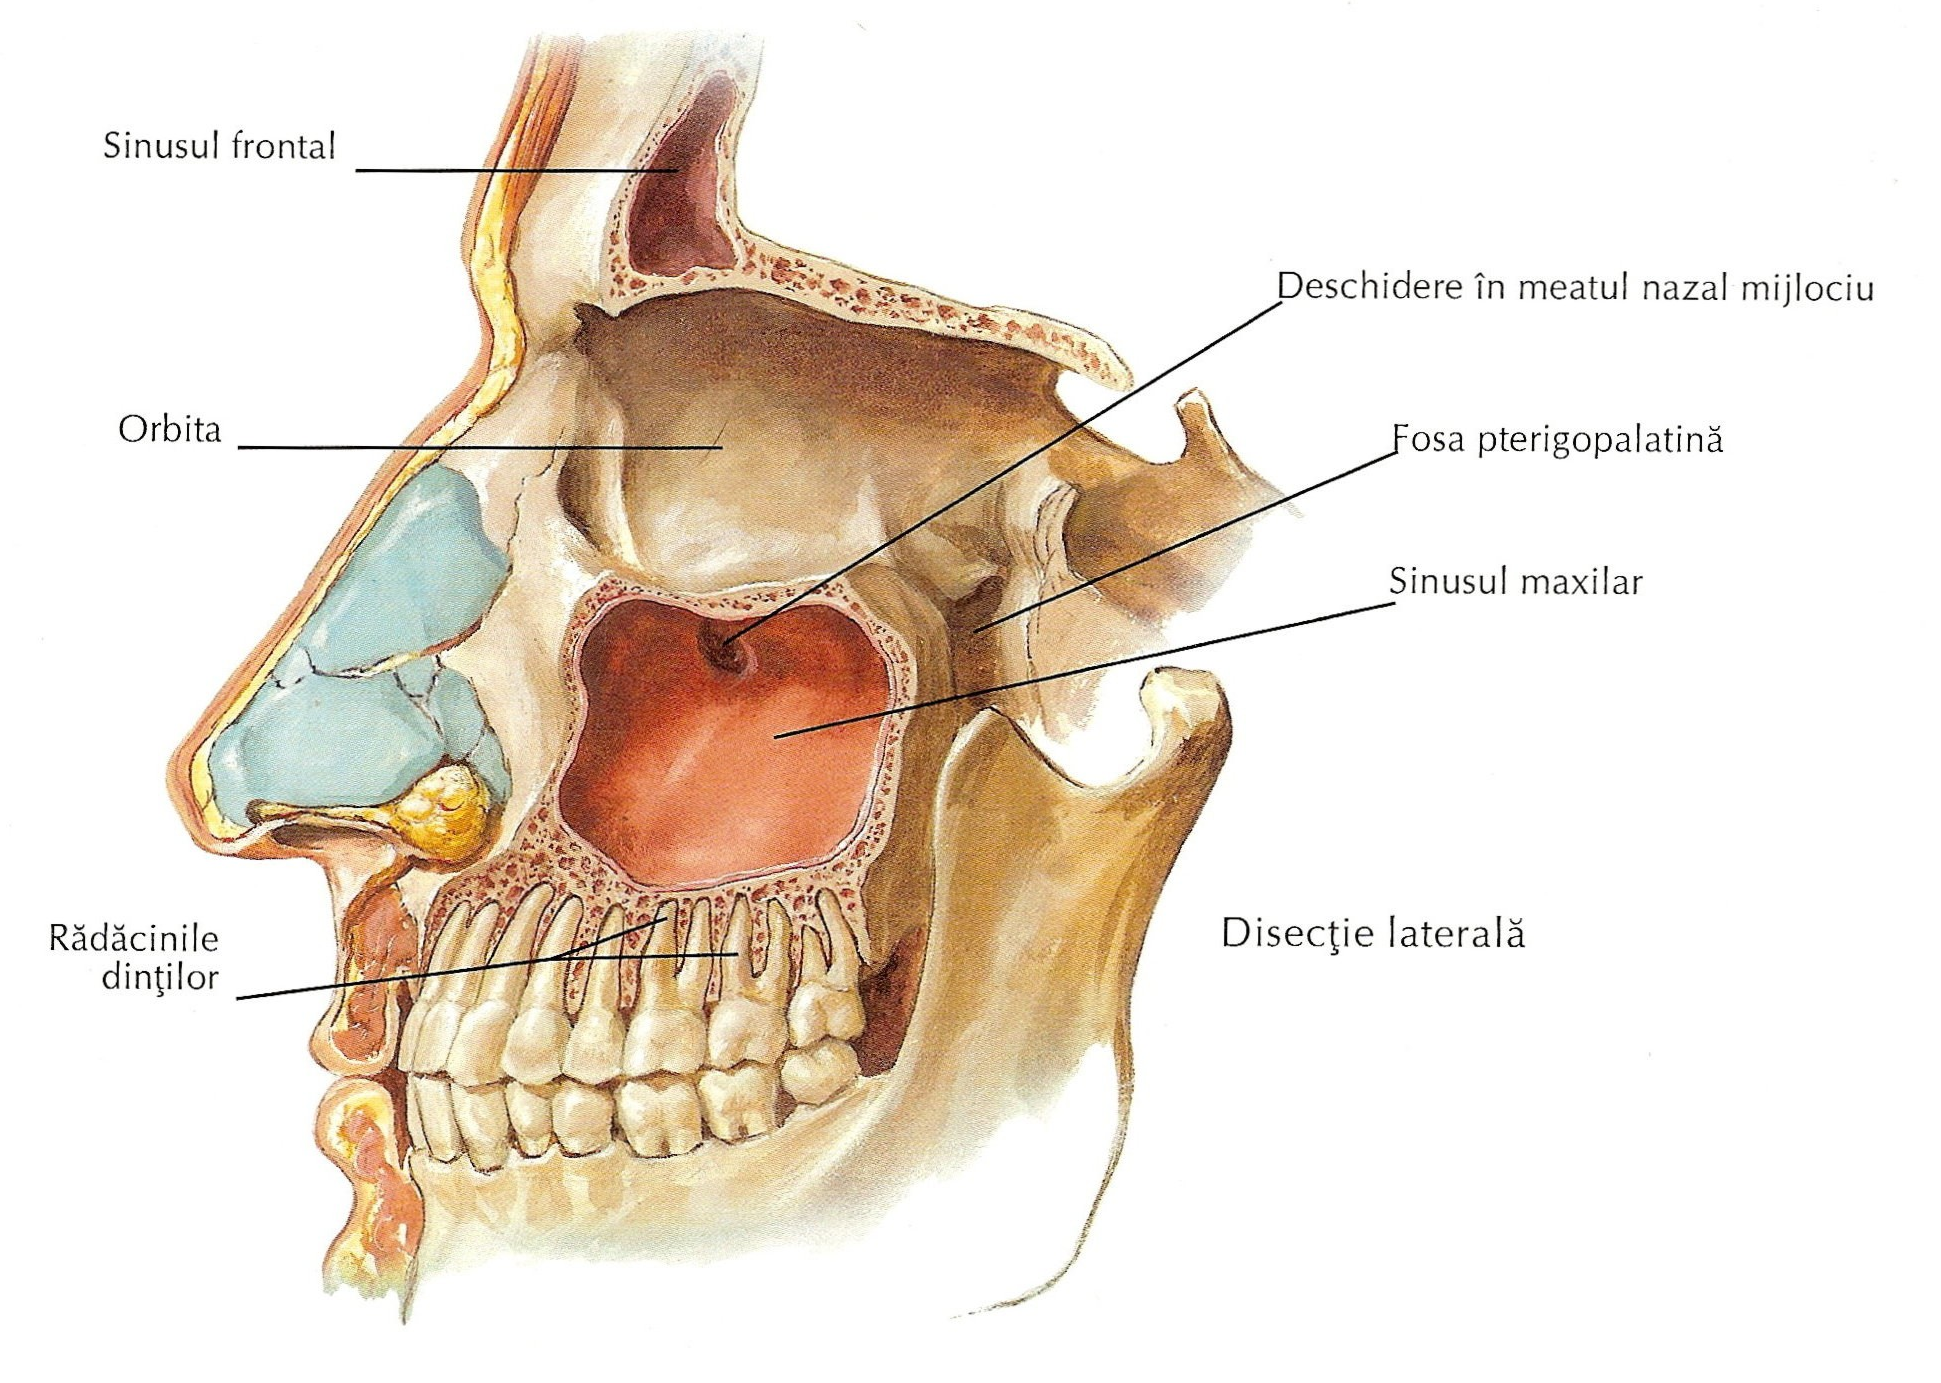 Sinusul frontal
Deschidere în meatul nazal mijlociu
Orbita
Fosa pterigopalatină
Sinusul maxilar
Rădăcinile
dinţilor
Disecţie laterală